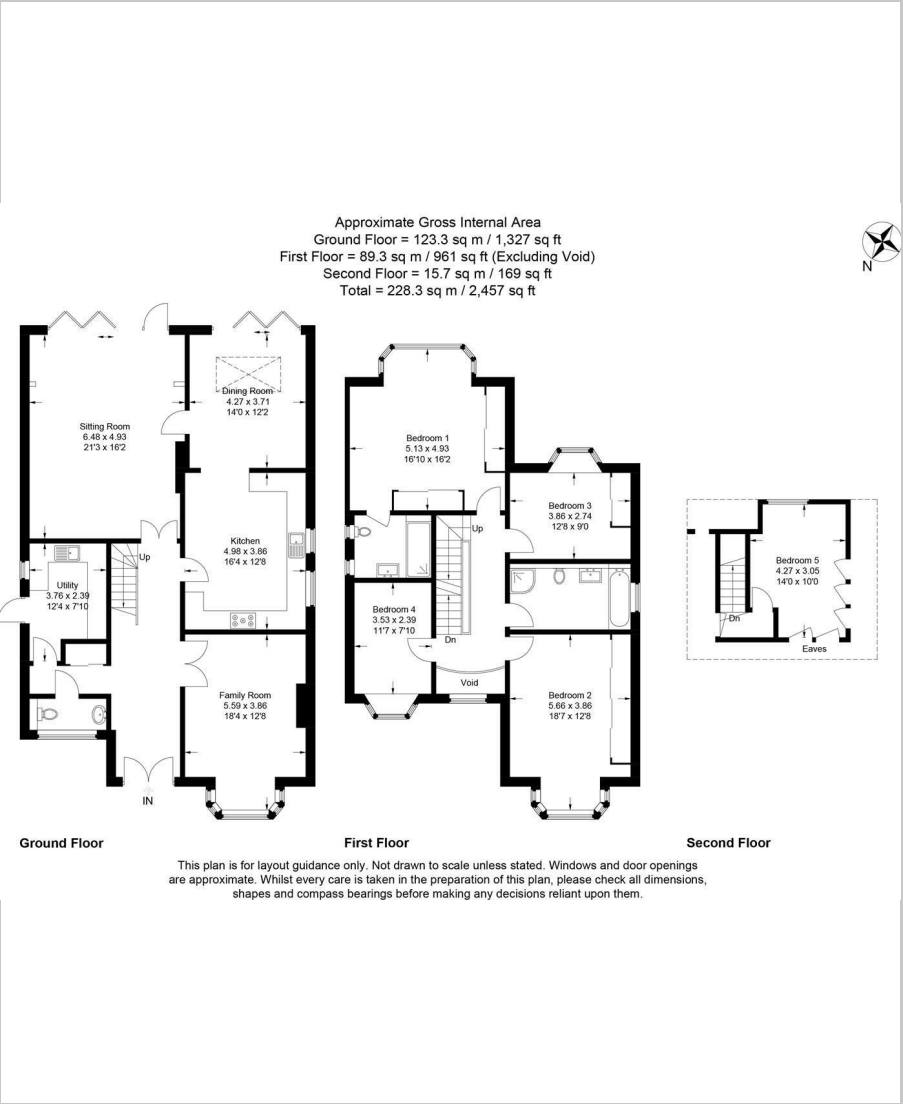 Approximate Gross Internal Area
Ground Floor = 123.3 sq m / 1,327 sq ft
First Floor = 89.3 sq m / 961 sq ft (Excluding Void)
Second Floor = 15.7 sq m / 169 sq ft
Total = 228.3 sq m / 2,457 sq ft
N
Sitting Room
6.48 x 4.93
21'3 x 16'2
Dining Room
4.27 x 3.71
14'0 x 12'2
Kitchen
4.98 x 3.86
16'4 x 12'8
Up
Utility
3.76 x 2.39
12'4 x 7'10
Family Room
5.59 x 3.86
18'4 x 12'8
IN
Ground Floor
Bedroom 1
5.13 x 4.93
16'10 x 16'2
Up
Bedroom 3
3.86 x 2.74
12'8 x 9'0
Bedroom 4
3.53 x 2.39
11'7 x 7'10
Dn
Void
Bedroom 2
5.66 x 3.86
18'7 x 12'8
First Floor
Bedroom 5
4.27 x 3.05
14'0 x 10'0
Dn
Eaves
Second Floor
This plan is for layout guidance only. Not drawn to scale unless stated. Windows and door openings
are approximate. Whilst every care is taken in the preparation of this plan, please check all dimensions,
shapes and compass bearings before making any decisions reliant upon them.